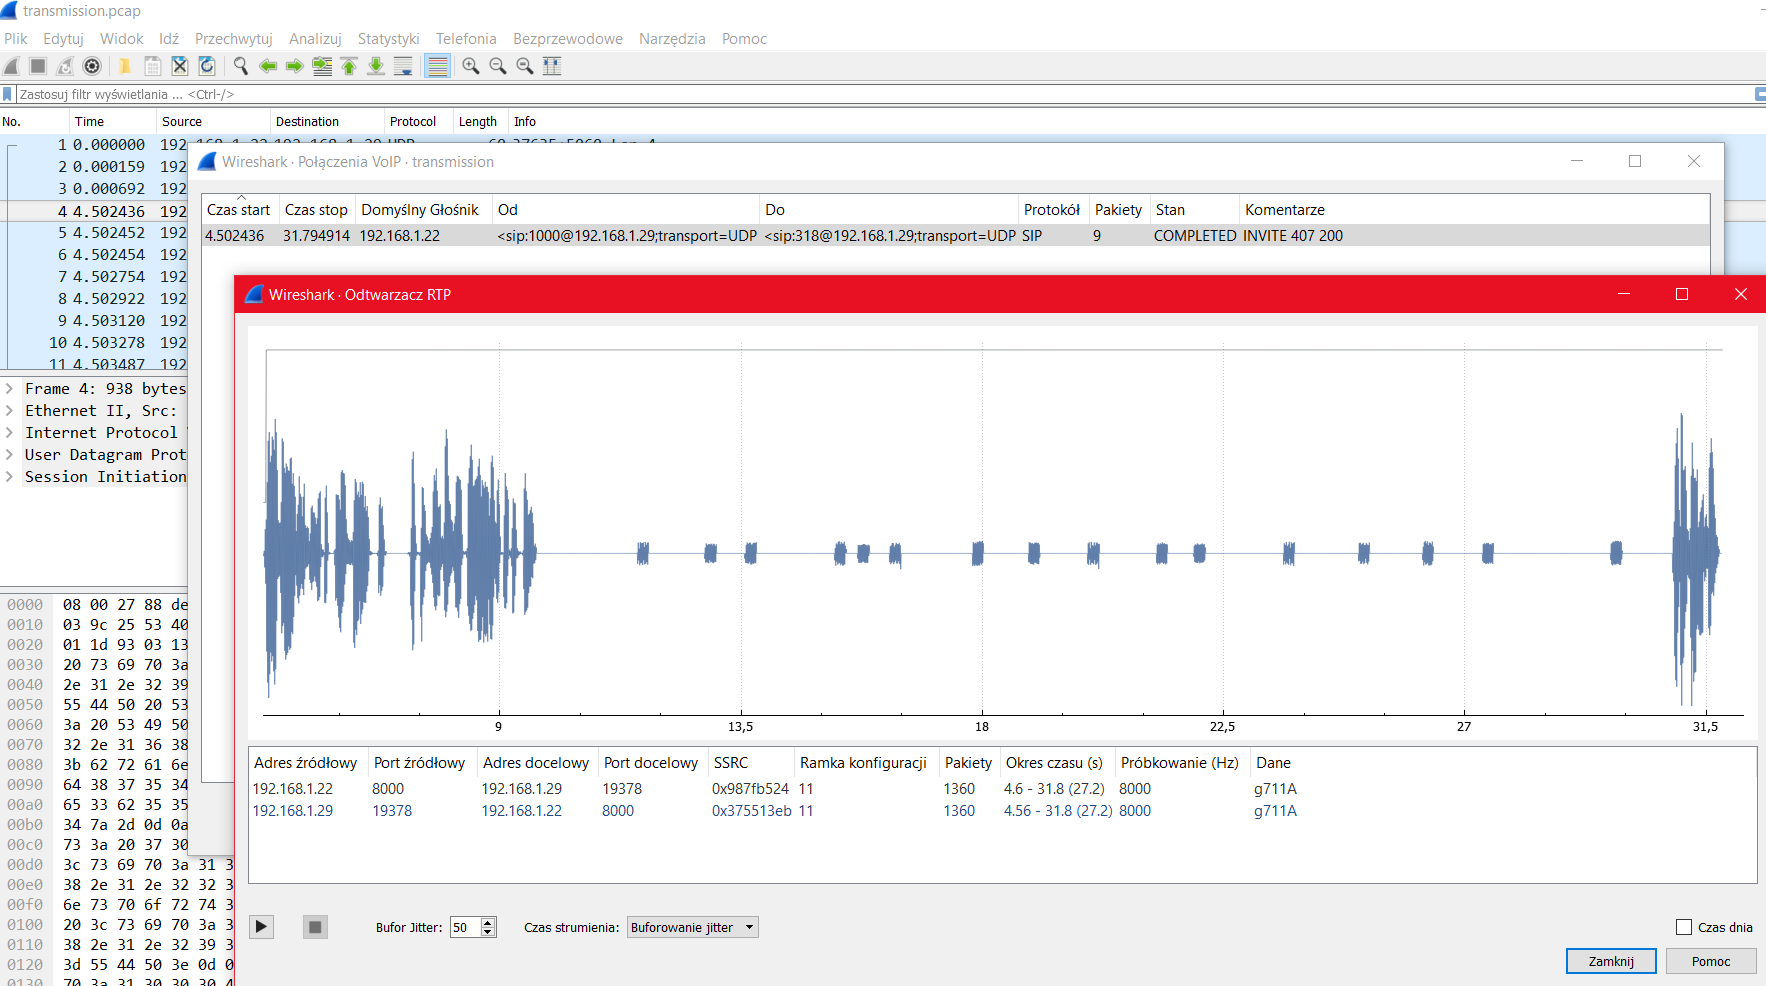 transmission.pcap
Plik Edytuj Widok Idź Przechwytuj Analizuj Statystyki Telefonia Bezprzewodowe Narzędzia Pomoc
Zastosuj filtr wyświetlania ... <Ctrl-/>
No. Time Source Destination Protocol Length Info
1 0.000000 192.168.1.22 192.168.1.29 UDP
2 0.000159 192
3 0.000692 192
4 4.502436 192
5 4.502452 192
6 4.502454 192
7 4.502754 192
8 4.502922 192
9 4.503120 192
10 4.503278 192
11 4.503487 192
Frame 4: 938 bytes
Ethernet II, Src:
Internet Protocol
User Datagram Prot
Session Initiation
0000 08 00 27 88 de
0010 03 9c 25 53 40
0020 01 1d 93 03 13
0030 20 73 69 70 3a
0040 2e 31 2e 32 39
0050 55 44 50 20 53
0060 3a 20 53 49 50
0070 32 2e 31 36 38
0080 3b 62 72 61 6e
0090 64 38 37 35 34
00a0 65 33 62 35 35
00b0 34 7a 2d 0d 0a
00c0 73 3a 20 37 30
00d0 3c 73 69 70 3a 31 3
00e0 38 2e 31 2e 32 32 3
00f0 6e 73 70 6f 72 74 3
0100 20 3c 73 69 70 3a 3
0110 38 2e 31 2e 32 39 3
0120 3d 55 44 50 3e 0d 0
0130 70 3a 31 30 30 30 4
Wireshark · Połączenia VoIP · transmission
Czas start Czas stop Domyślny Głośnik Od Do Protokół Pakiety Stan Komentarze
4.502436 31.794914 192.168.1.22 <sip:1000@192.168.1.29;transport=UDP <sip:318@192.168.1.29;transport=UDP SIP 9 COMPLETED INVITE 407 200
Wireshark · Odtwarzacz RTP
9 13,5 18 22,5 27 31,5
Adres źródłowy Port źródłowy Adres docelowy Port docelowy SSRC Ramka konfiguracji Pakiety Okres czasu (s) Próbkowanie (Hz) Dane
192.168.1.22 8000 192.168.1.29 19378 0x987fb524 11 1360 4.6 - 31.8 (27.2) 8000 g711A
192.168.1.29 19378 192.168.1.22 8000 0x375513eb 11 1360 4.56 - 31.8 (27.2) 8000 g711A
Bufor Jitter: 50 Czas strumienia: Buforowanie jitter Czas dnia
Zamknij Pomoc